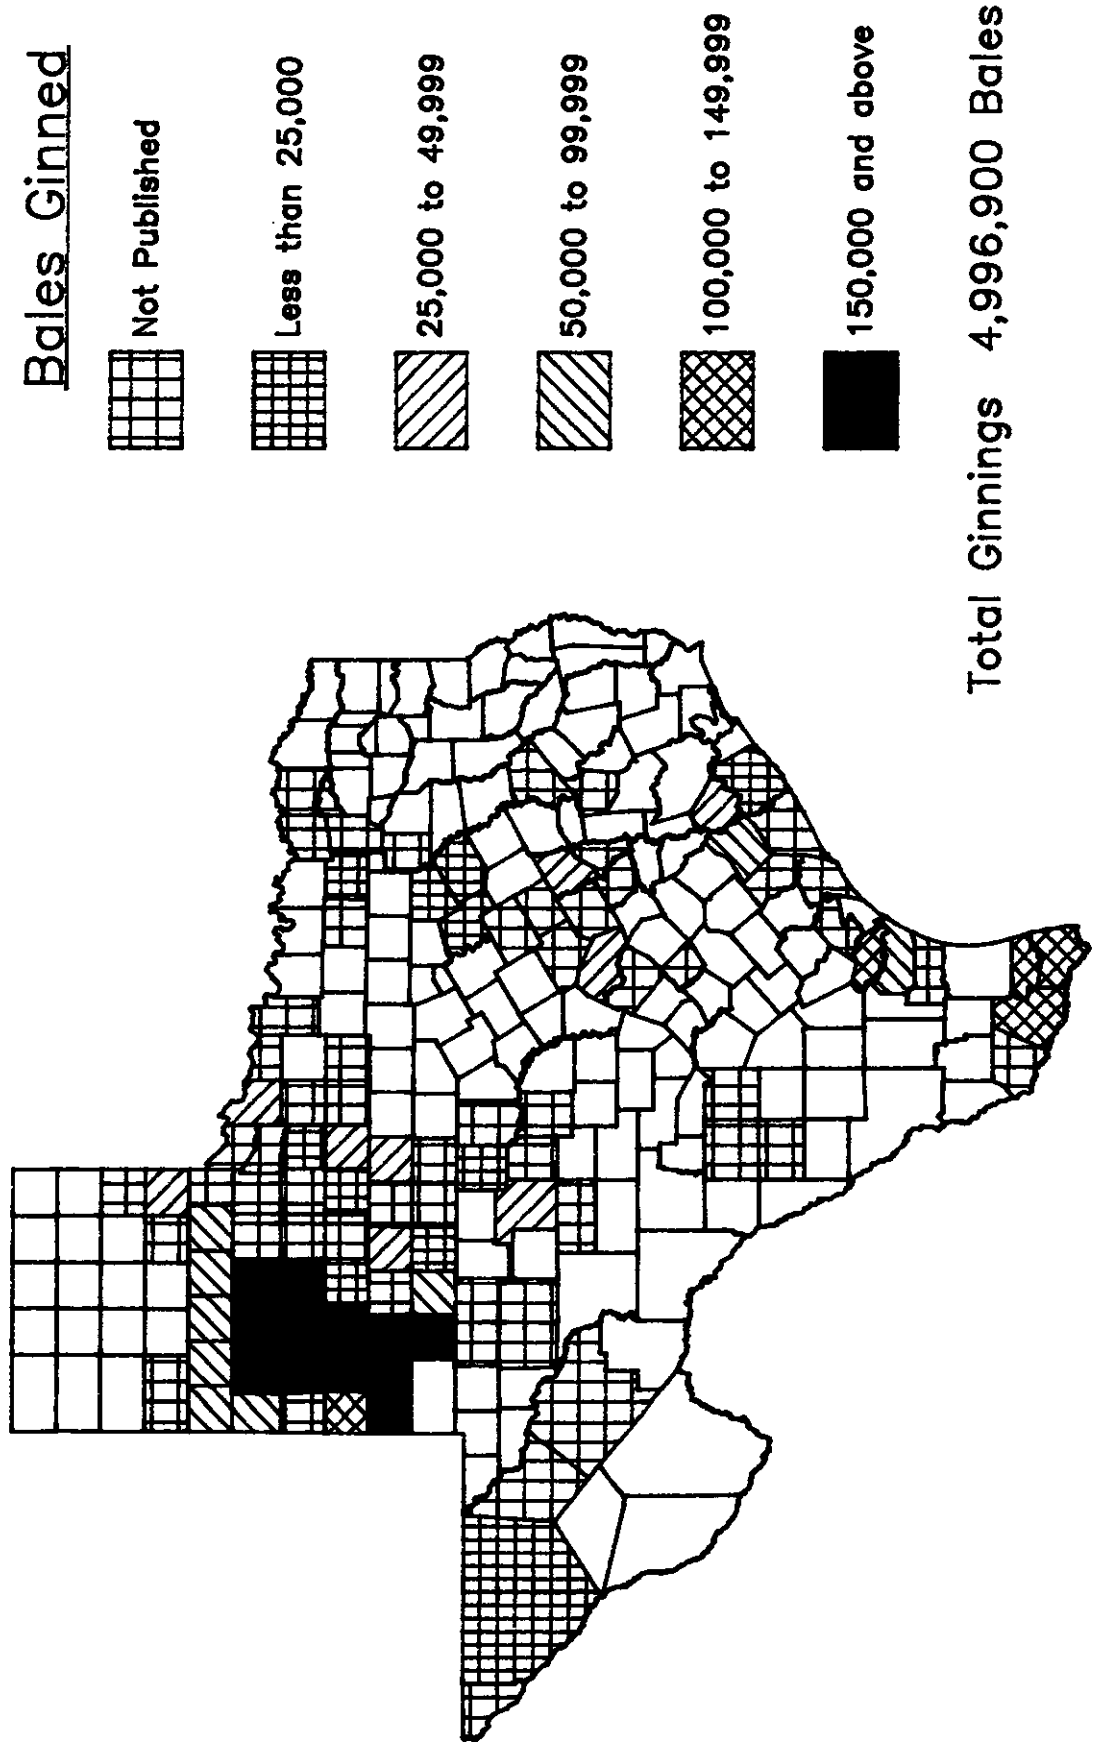 Bales Ginned
Not Published
Less than 25,000
25,000 to 49,999
50,000 to 99,999
100,000 to 149,999
150,000 and above
Total Ginnings 4,996,900 Bales